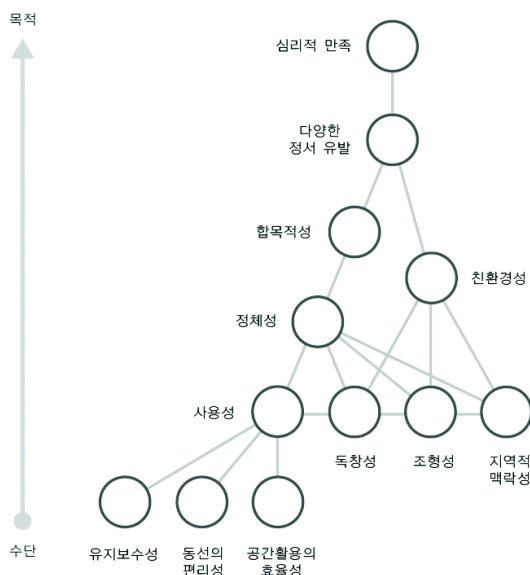 목적
심리적 만족
다양한
정서 유발
합목적성
친환경성
정체성
사용성
독창성
조형성
지역적
맥락성
수단
유지보수성
동선의
편리성
공간활용의
효율성